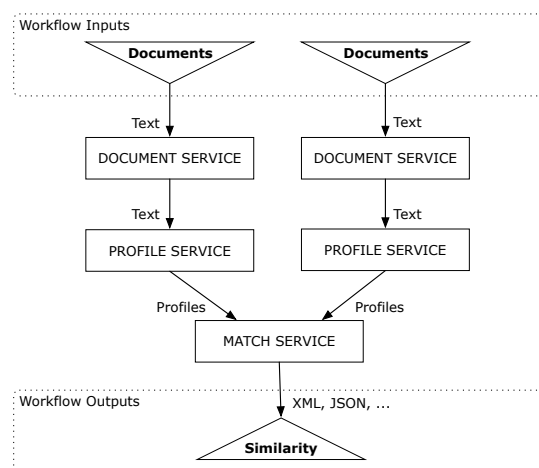 Workflow Inputs
Documents Documents
Text Text
DOCUMENT SERVICE DOCUMENT SERVICE
Text Text
PROFILE SERVICE PROFILE SERVICE
Profiles Profiles
MATCH SERVICE
Workflow Outputs
XML, JSON, ...
Similarity